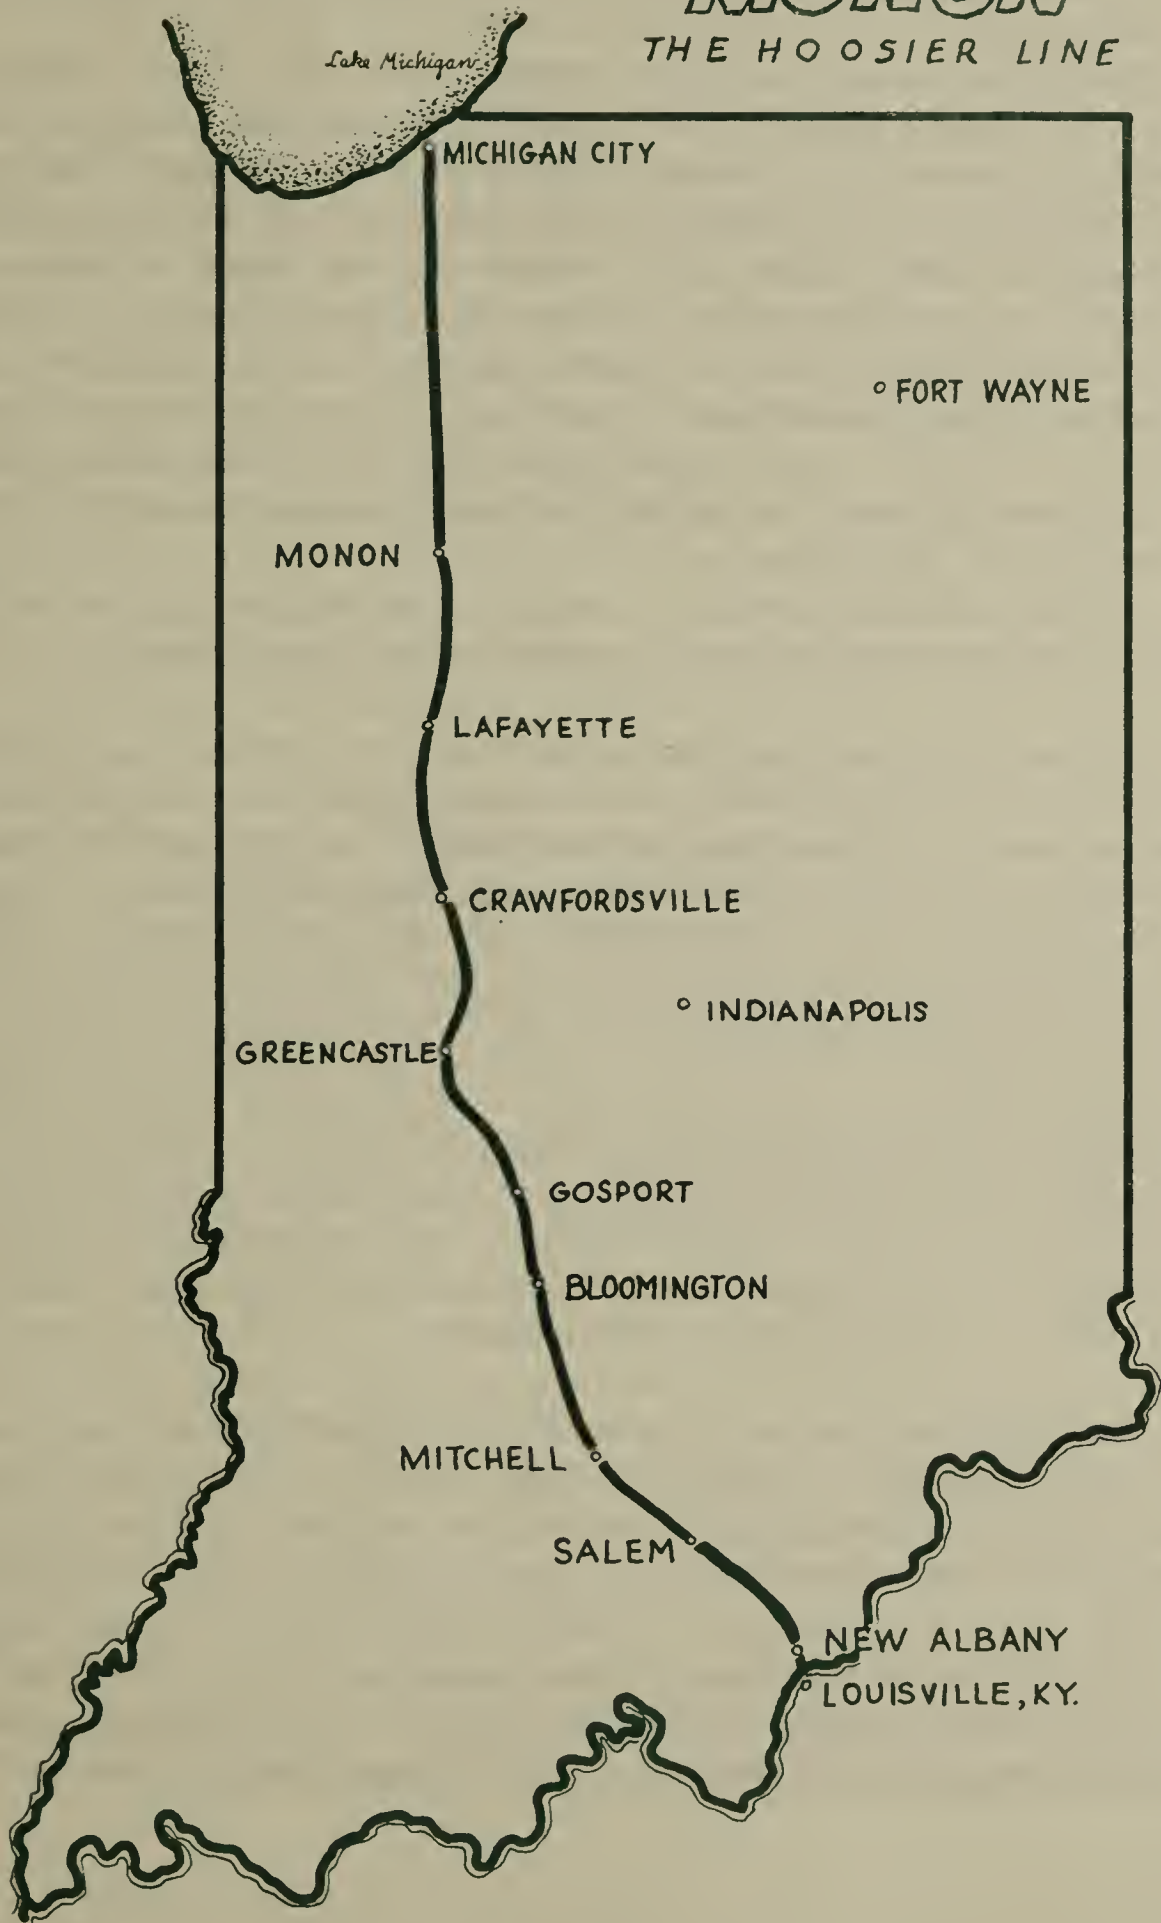 MONON
THE HOOSIER LINE
Lake Michigan
MICHIGAN CITY
FORT WAYNE
MONON
LAFAYETTE
CRAWFORDSVILLE
INDIANAPOLIS
GREENCASTLE
GOSPORT
BLOOMINGTON
MITCHELL
SALEM
NEW ALBANY
LOUISVILLE, KY.